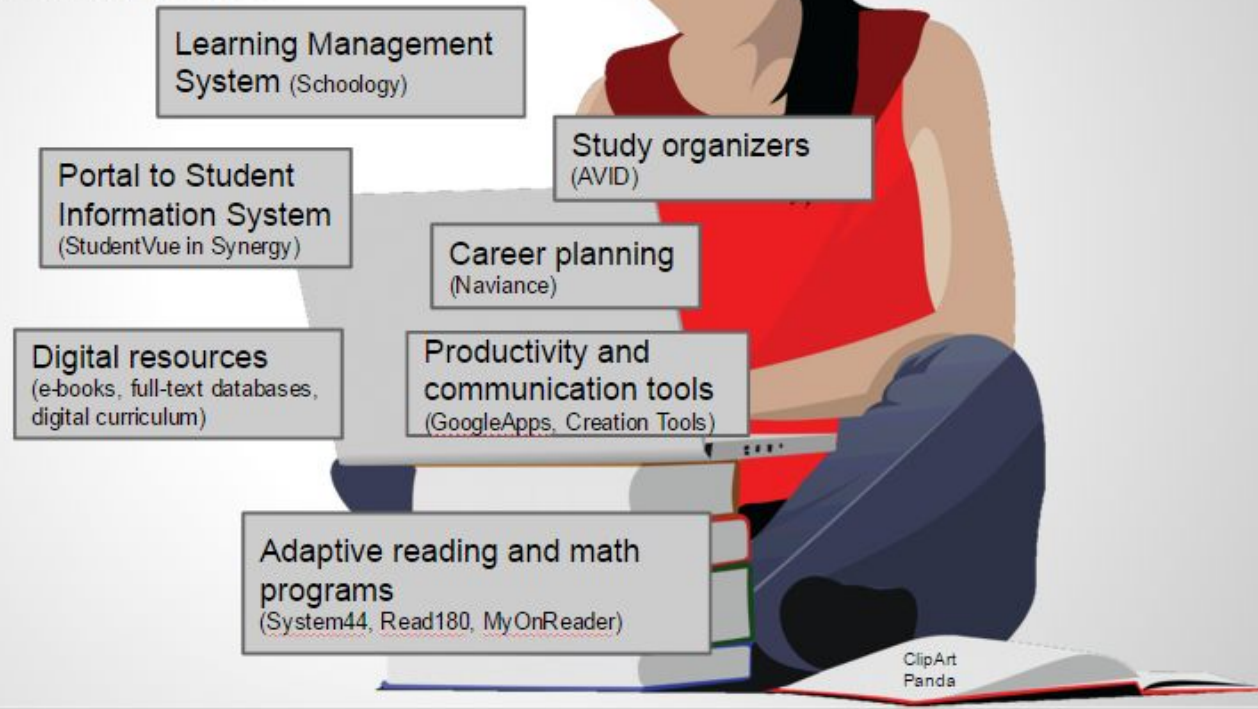 Learning Management
System (Schoology)
Study organizers
(AVID)
Portal to Student
Information System
(StudentVue in Synergy)
Career planning
(Naviance)
Digital resources
(e-books, full-text databases,
digital curriculum)
Productivity and
communication tools
(GoogleApps, Creation Tools)
Adaptive reading and math
programs
(System44, Read180, MyOnReader)
ClipArt
Panda